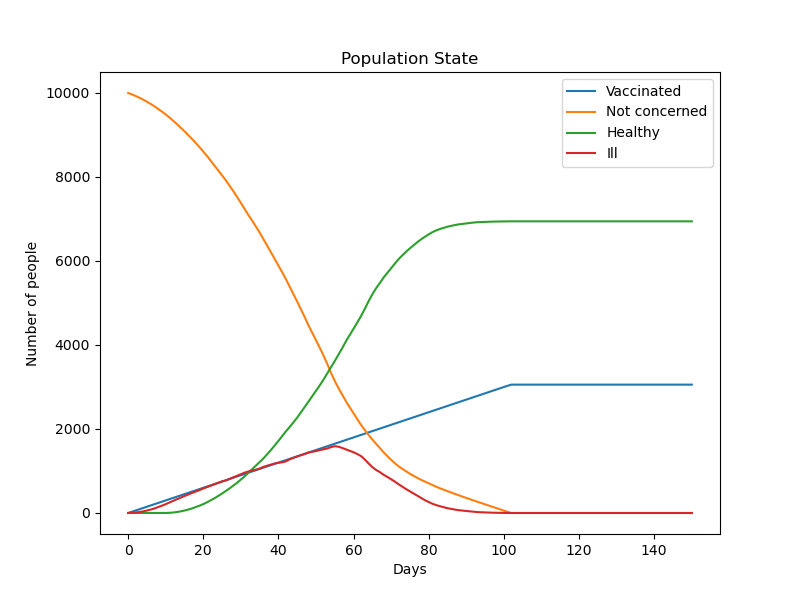 Population State
Vaccinated
Not concerned
Healthy
Ill
Number of people
10000
8000
6000
4000
2000
0
0 20 40 60 80 100 120 140
Days